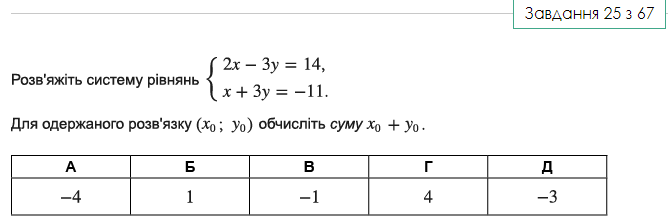 Завдання 25 з 67
Розв'яжіть систему рівнянь { 2x − 3y = 14,
x + 3y = −11.
Для одержаного розв'язку (x₀; y₀) обчисліть суму x₀ + y₀.
А Б В Г Д
−4 1 −1 4 −3